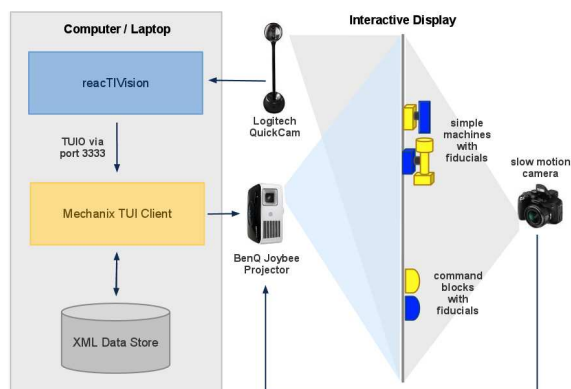 Computer / Laptop
reacTIVision
TUIO via
port 3333
Mechanix TUI Client
XML Data Store
Logitech
QuickCam
BenQ Joybee
Projector
Interactive Display
simple
machines
with
fiducials
command
blocks
with
fiducials
slow motion
camera